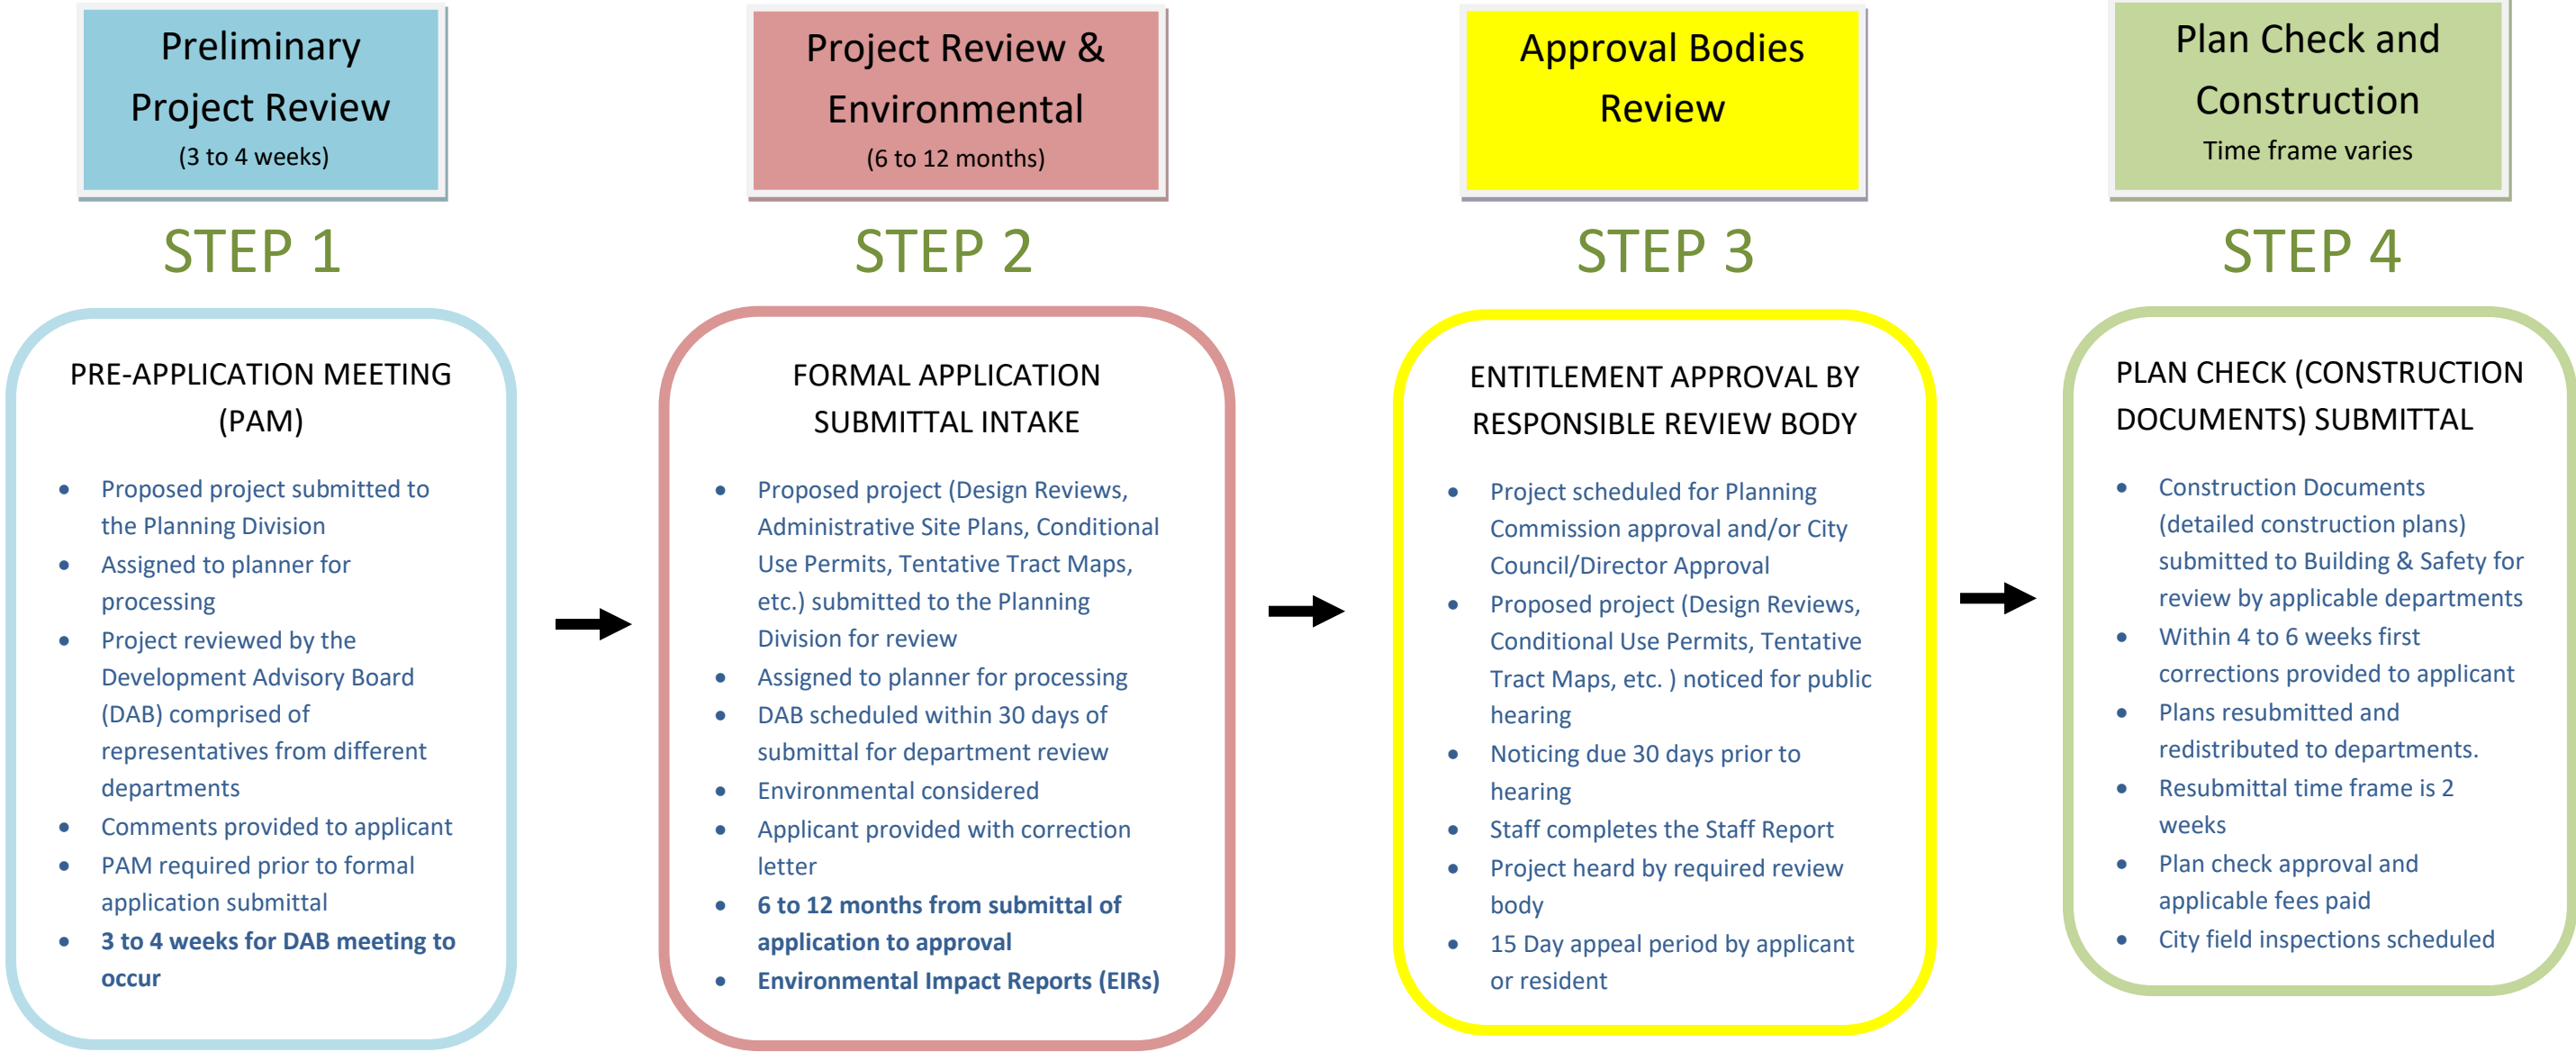 Preliminary
Project Review
(3 to 4 weeks)
STEP 1
PRE-APPLICATION MEETING
(PAM)
• Proposed project submitted to
the Planning Division
• Assigned to planner for
processing
• Project reviewed by the
Development Advisory Board
(DAB) comprised of
representatives from different
departments
• Comments provided to applicant
• PAM required prior to formal
application submittal
• 3 to 4 weeks for DAB meeting to
occur
Project Review &
Environmental
(6 to 12 months)
STEP 2
FORMAL APPLICATION
SUBMITTAL INTAKE
• Proposed project (Design Reviews,
Administrative Site Plans, Conditional
Use Permits, Tentative Tract Maps,
etc.) submitted to the Planning
Division for review
• Assigned to planner for processing
• DAB scheduled within 30 days of
submittal for department review
• Environmental considered
• Applicant provided with correction
letter
• 6 to 12 months from submittal of
application to approval
• Environmental Impact Reports (EIRs)
Approval Bodies
Review
STEP 3
ENTITLEMENT APPROVAL BY
RESPONSIBLE REVIEW BODY
• Project scheduled for Planning
Commission approval and/or City
Council/Director Approval
• Proposed project (Design Reviews,
Conditional Use Permits, Tentative
Tract Maps, etc. ) noticed for public
hearing
• Noticing due 30 days prior to
hearing
• Staff completes the Staff Report
• Project heard by required review
body
• 15 Day appeal period by applicant
or resident
Plan Check and
Construction
Time frame varies
STEP 4
PLAN CHECK (CONSTRUCTION
DOCUMENTS) SUBMITTAL
• Construction Documents
(detailed construction plans)
submitted to Building & Safety for
review by applicable departments
• Within 4 to 6 weeks first
corrections provided to applicant
• Plans resubmitted and
redistributed to departments.
• Resubmittal time frame is 2
weeks
• Plan check approval and
applicable fees paid
• City field inspections scheduled